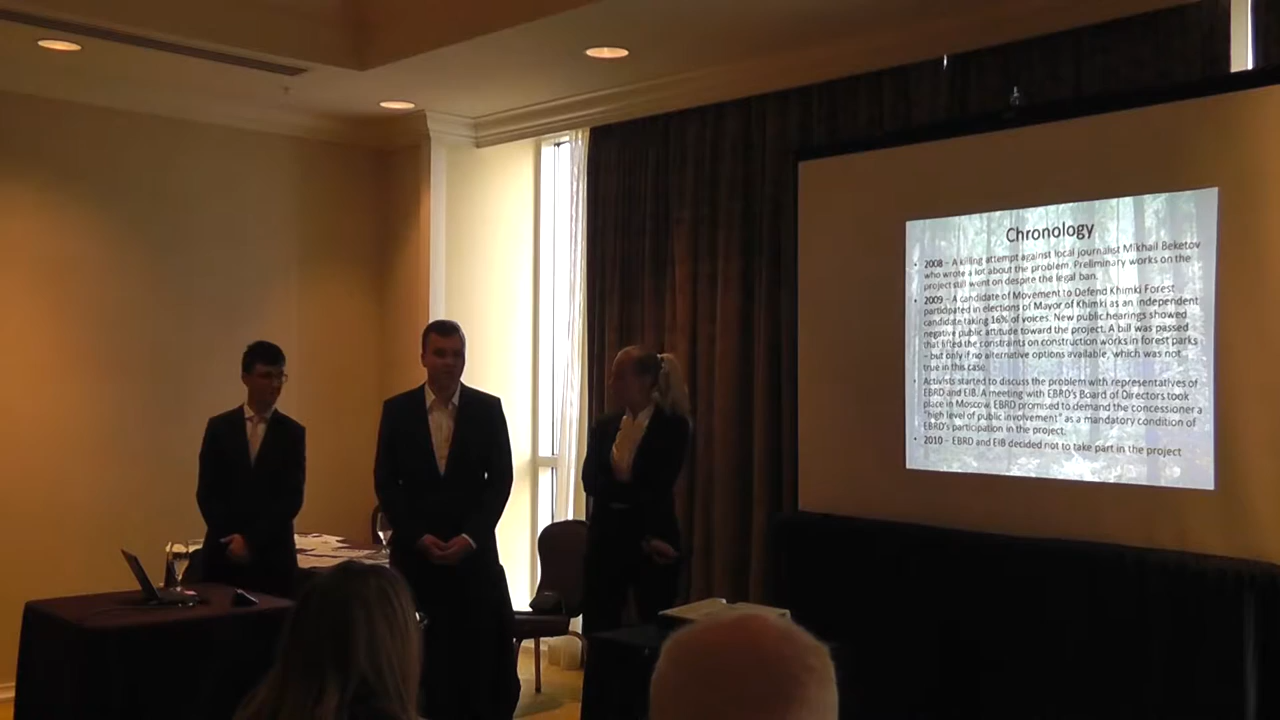 Chronology
• 2008 – A killing attempt against local journalist Mikhail Beketov
who wrote a lot about the problem. Preliminary works on the
project still went on despite the legal ban.
• 2009 – A candidate of Movement to Defend Khimki Forest
participated in elections of Mayor of Khimki as an independent
candidate taking 16% of voices. New public hearings showed
negative public attitude toward the project. A bill was passed
that lifted the constraints on construction works in forest parks
– but only if no alternative options available, which was not
true in this case.
• Activists started to discuss the problem with representatives of
EBRD and EIB. A meeting with EBRD's Board of Directors took
place in Moscow. EBRD promised to demand the concessioner a
"high level of public involvement" as a mandatory condition of
EBRD's participation in the project.
• 2010 – EBRD and EIB decided not to take part in the project